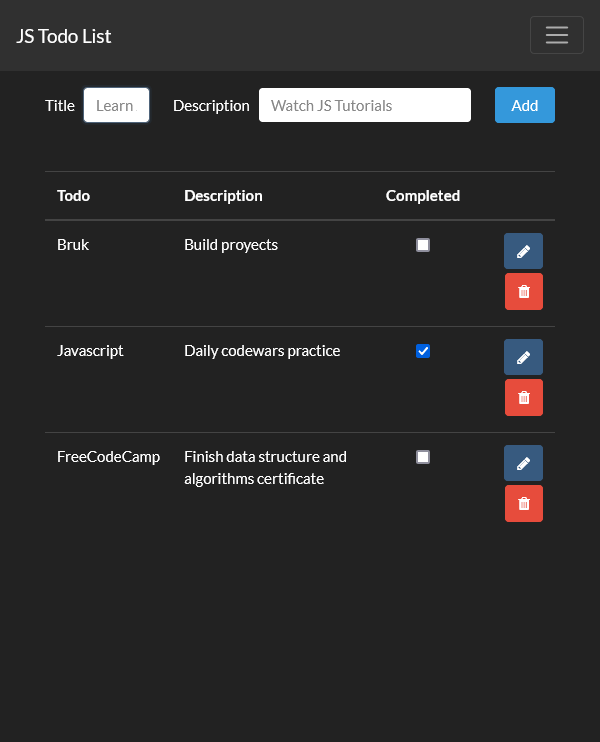 JS Todo List
Title Learn Description Watch JS Tutorials Add
Todo Description Completed
Bruk Build proyects
Javascript Daily codewars practice
FreeCodeCamp Finish data structure and
algorithms certificate